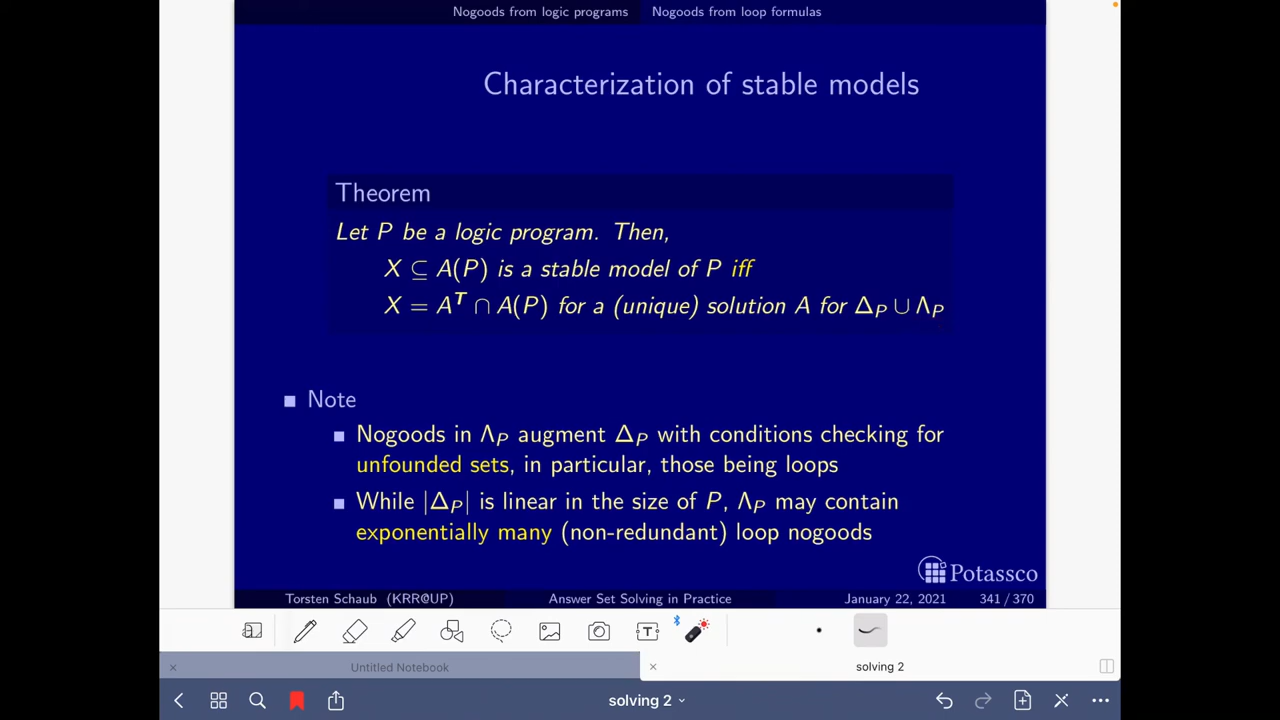 Nogoods from logic programs Nogoods from loop formulas
Characterization of stable models
Theorem
Let P be a logic program. Then,
X ⊆ A(P) is a stable model of P iff
X = Aᵀ ∩ A(P) for a (unique) solution A for Δ_P ∪ Λ_P
Note
Nogoods in Λ_P augment Δ_P with conditions checking for
unfounded sets, in particular, those being loops
While |Δ_P| is linear in the size of P, Λ_P may contain
exponentially many (non-redundant) loop nogoods
Potassco
Torsten Schaub (KRR@UP) Answer Set Solving in Practice January 22, 2021 341 / 370
T
Untitled Notebook
solving 2
solving 2